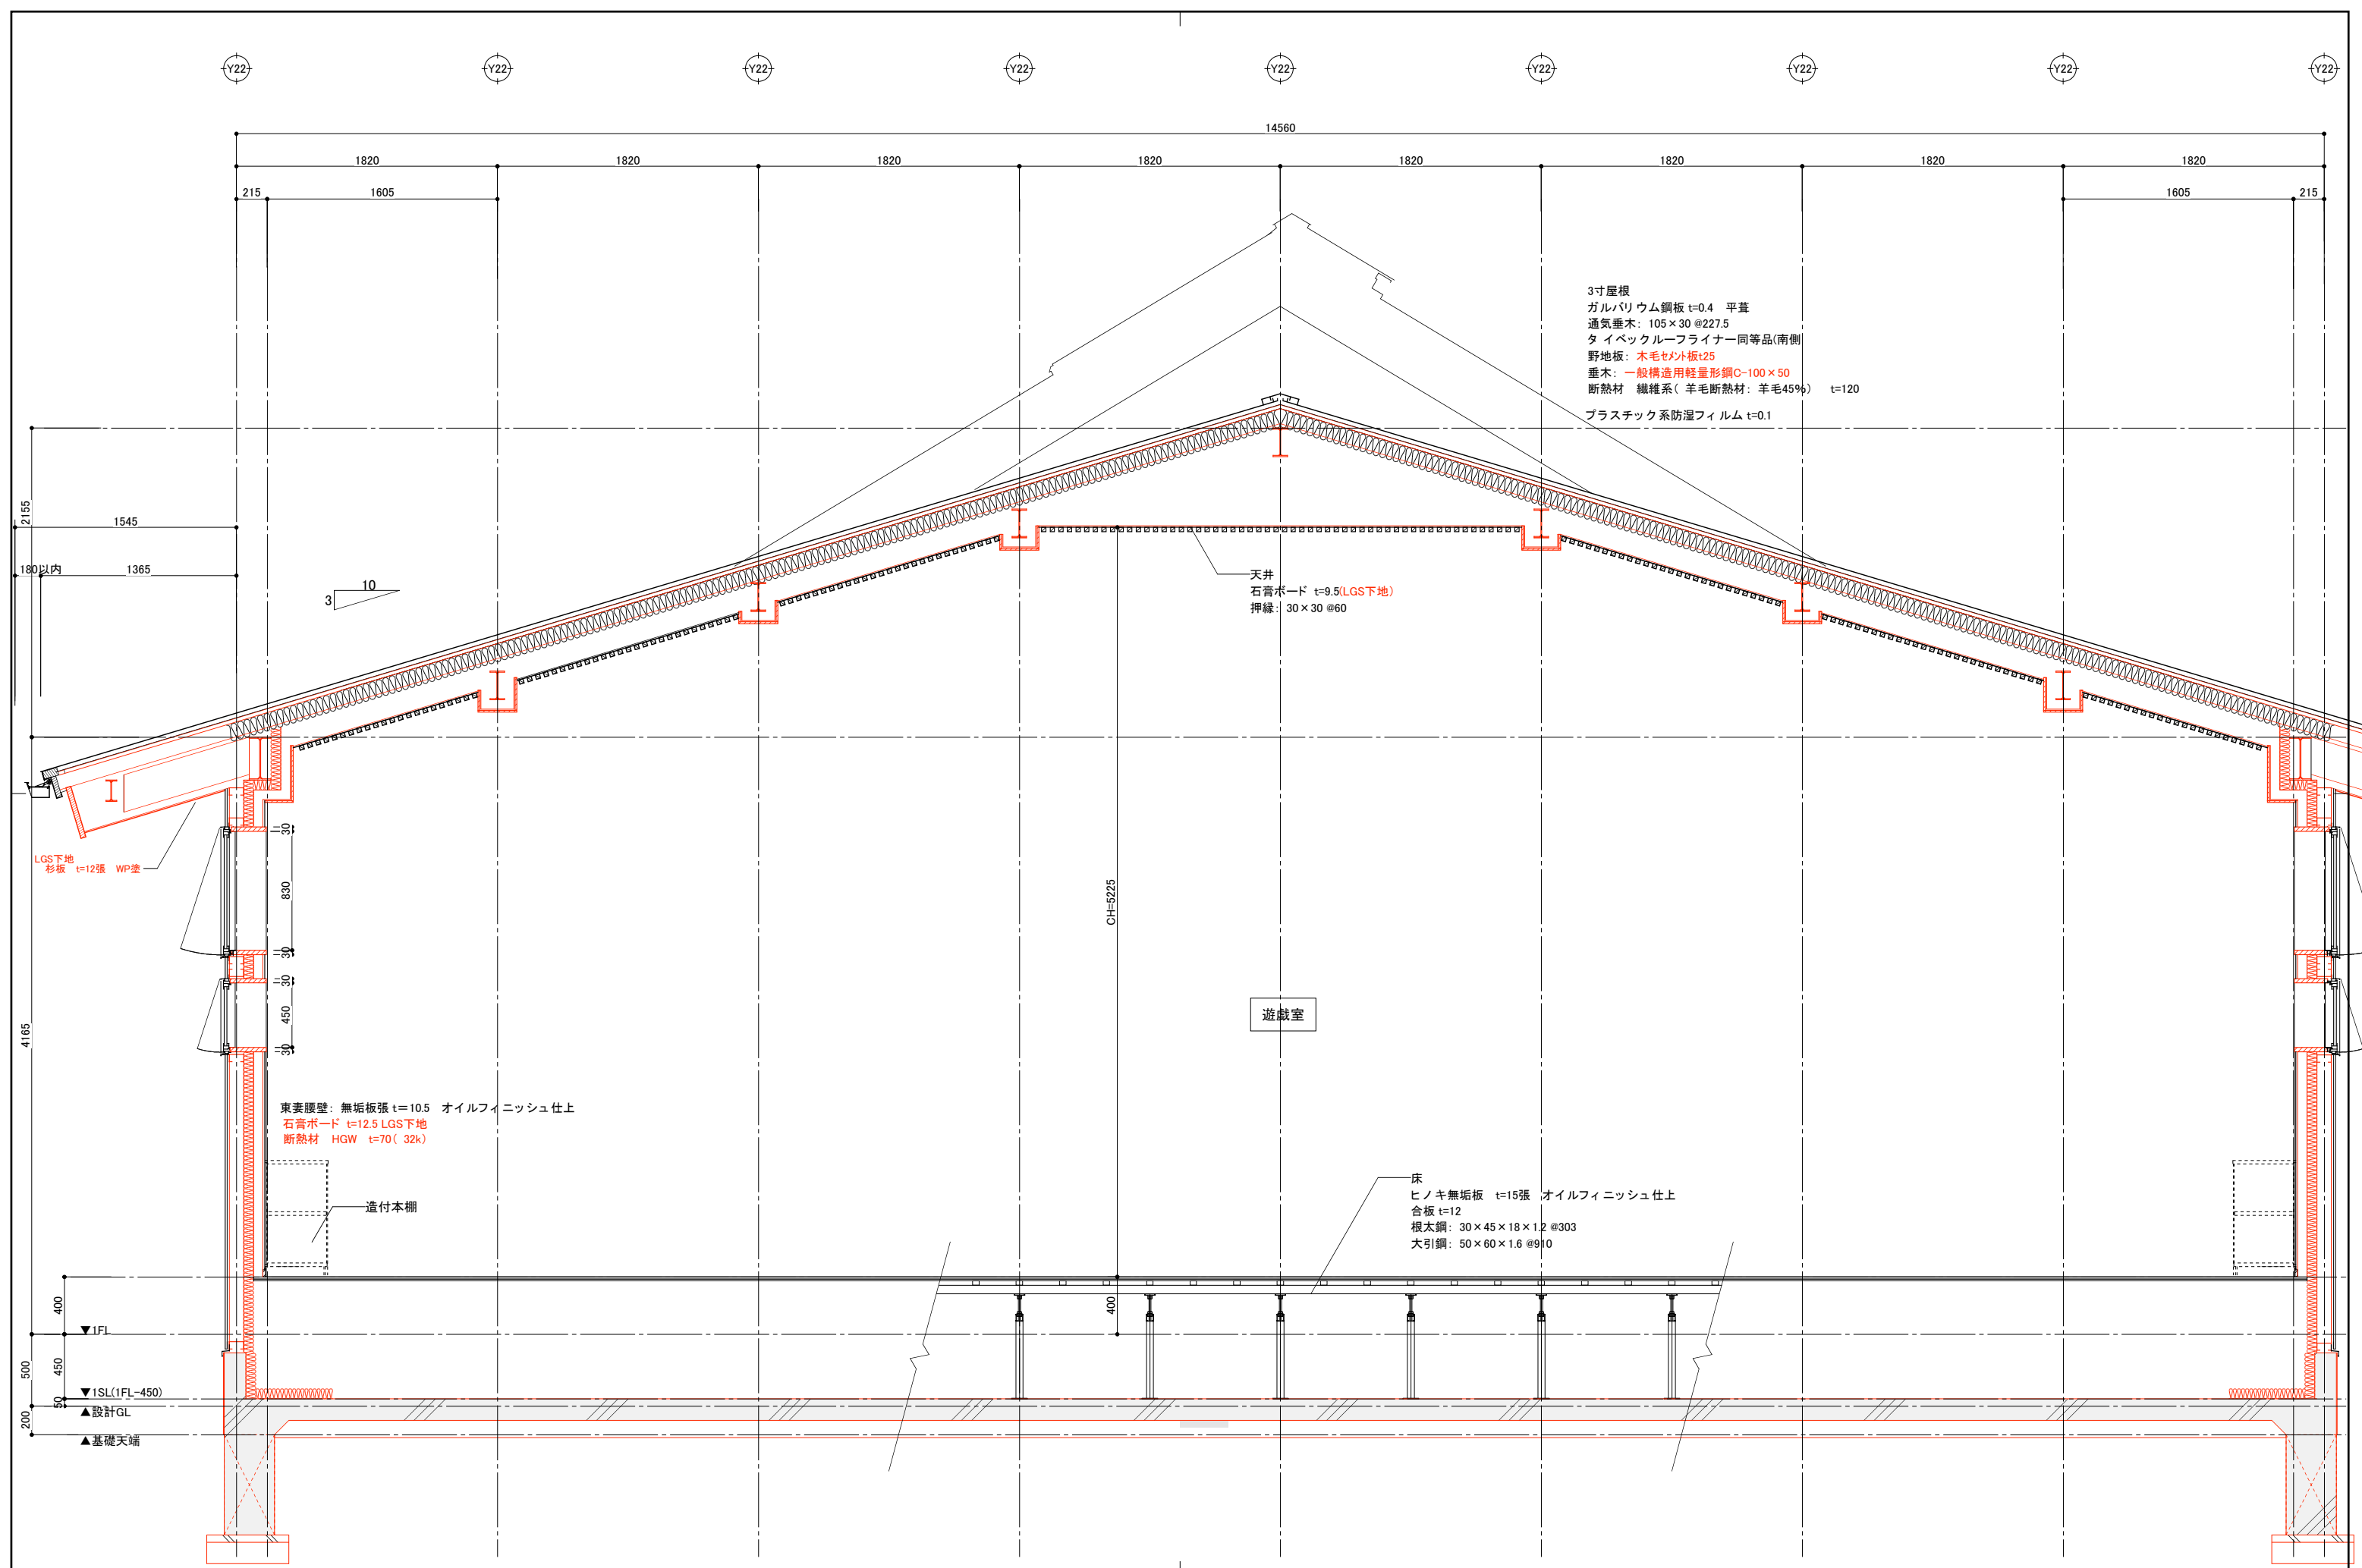 Y22 Y22 Y22 Y22 Y22 Y22 Y22 Y22 Y22
14560
1820 1820 1820 1820 1820 1820 1820 1820
215 1605 1605 215
3寸屋根
ガルバリウム鋼板 t=0.4 平葺
通気垂木: 105×30 @227.5
タイベックルーフライナー同等品(南側
野地板: 木毛セメント板t25
垂木: 一般構造用軽量形鋼C-100×50
断熱材 繊維系( 羊毛断熱材: 羊毛45%) t=120
プラスチック系防湿フィルム t=0.1
2155
1545
180以内 1365
10
3
天井
石膏ボード t=9.5(LGS下地)
押縁: 30×30 @60
LGS下地
杉板 t=12張 WP塗
30
830
30
30
450
30
4165
CH=5225
遊戯室
東妻腰壁: 無垢板張 t=10.5 オイルフィニッシュ仕上
石膏ボード t=12.5 LGS下地
断熱材 HGW t=70( 32k)
造付本棚
床
ヒノキ無垢板 t=15張 オイルフィニッシュ仕上
合板 t=12
根太鋼: 30×45×18×1.2 @303
大引鋼: 50×60×1.6 @910
400
400
▼1FL
500
450
▼1SL(1FL-450)
50
▲設計GL
200
▲基礎天端